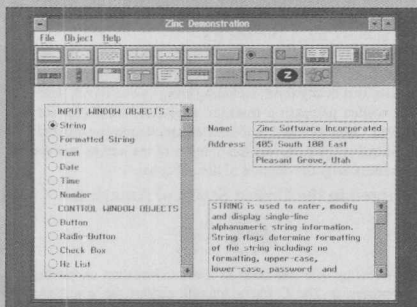 Zinc Demonstration
File Object Help
Z
- INPUT WINDOW OBJECTS -
String
Formatted String
Text
Date
Time
Number
CONTROL WINDOW OBJECTS
Button
Radio Button
Check Box
Hz List
Name: Zinc Software Incorporated
Address: 405 South 100 East
Pleasant Grove, Utah
STRING is used to enter, modify
and display single-line
alphanumeric string information.
String flags determine formatting
of the string including: no
formatting, upper-case,
lower-case, password and